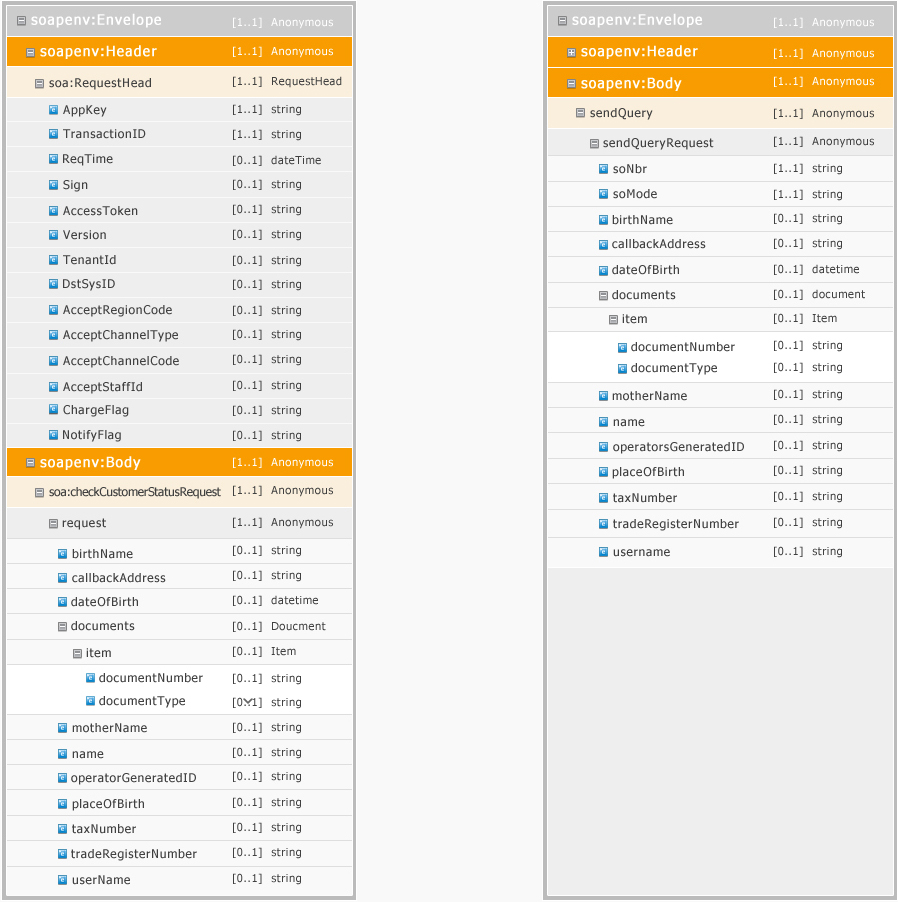 soapenv:Envelope [1..1] Anonymous
soapenv:Header [1..1] Anonymous
soa:RequestHead [1..1] RequestHead
AppKey [1..1] string
TransactionID [1..1] string
ReqTime [0..1] dateTime
Sign [0..1] string
AccessToken [0..1] string
Version [0..1] string
TenantId [0..1] string
DstSysID [0..1] string
AcceptRegionCode [0..1] string
AcceptChannelType [0..1] string
AcceptChannelCode [0..1] string
AcceptStaffId [0..1] string
ChargeFlag [0..1] string
NotifyFlag [0..1] string
soapenv:Body [1..1] Anonymous
soa:checkCustomerStatusRequest [1..1] Anonymous
request [1..1] Anonymous
birthName [0..1] string
callbackAddress [0..1] string
dateOfBirth [0..1] datetime
documents [0..1] Doucment
item [0..1] Item
documentNumber [0..1] string
documentType [0..1] string
motherName [0..1] string
name [0..1] string
operatorGeneratedID [0..1] string
placeOfBirth [0..1] string
taxNumber [0..1] string
tradeRegisterNumber [0..1] string
userName [0..1] string
soapenv:Envelope [1..1] Anonymous
soapenv:Header [1..1] Anonymous
soapenv:Body [1..1] Anonymous
sendQuery [1..1] Anonymous
sendQueryRequest [1..1] Anonymous
soNbr [1..1] string
soMode [1..1] string
birthName [0..1] string
callbackAddress [0..1] string
dateOfBirth [0..1] datetime
documents [0..1] document
item [0..1] Item
documentNumber [0..1] string
documentType [0..1] string
motherName [0..1] string
name [0..1] string
operatorsGeneratedID [0..1] string
placeOfBirth [0..1] string
taxNumber [0..1] string
tradeRegisterNumber [0..1] string
username [0..1] string